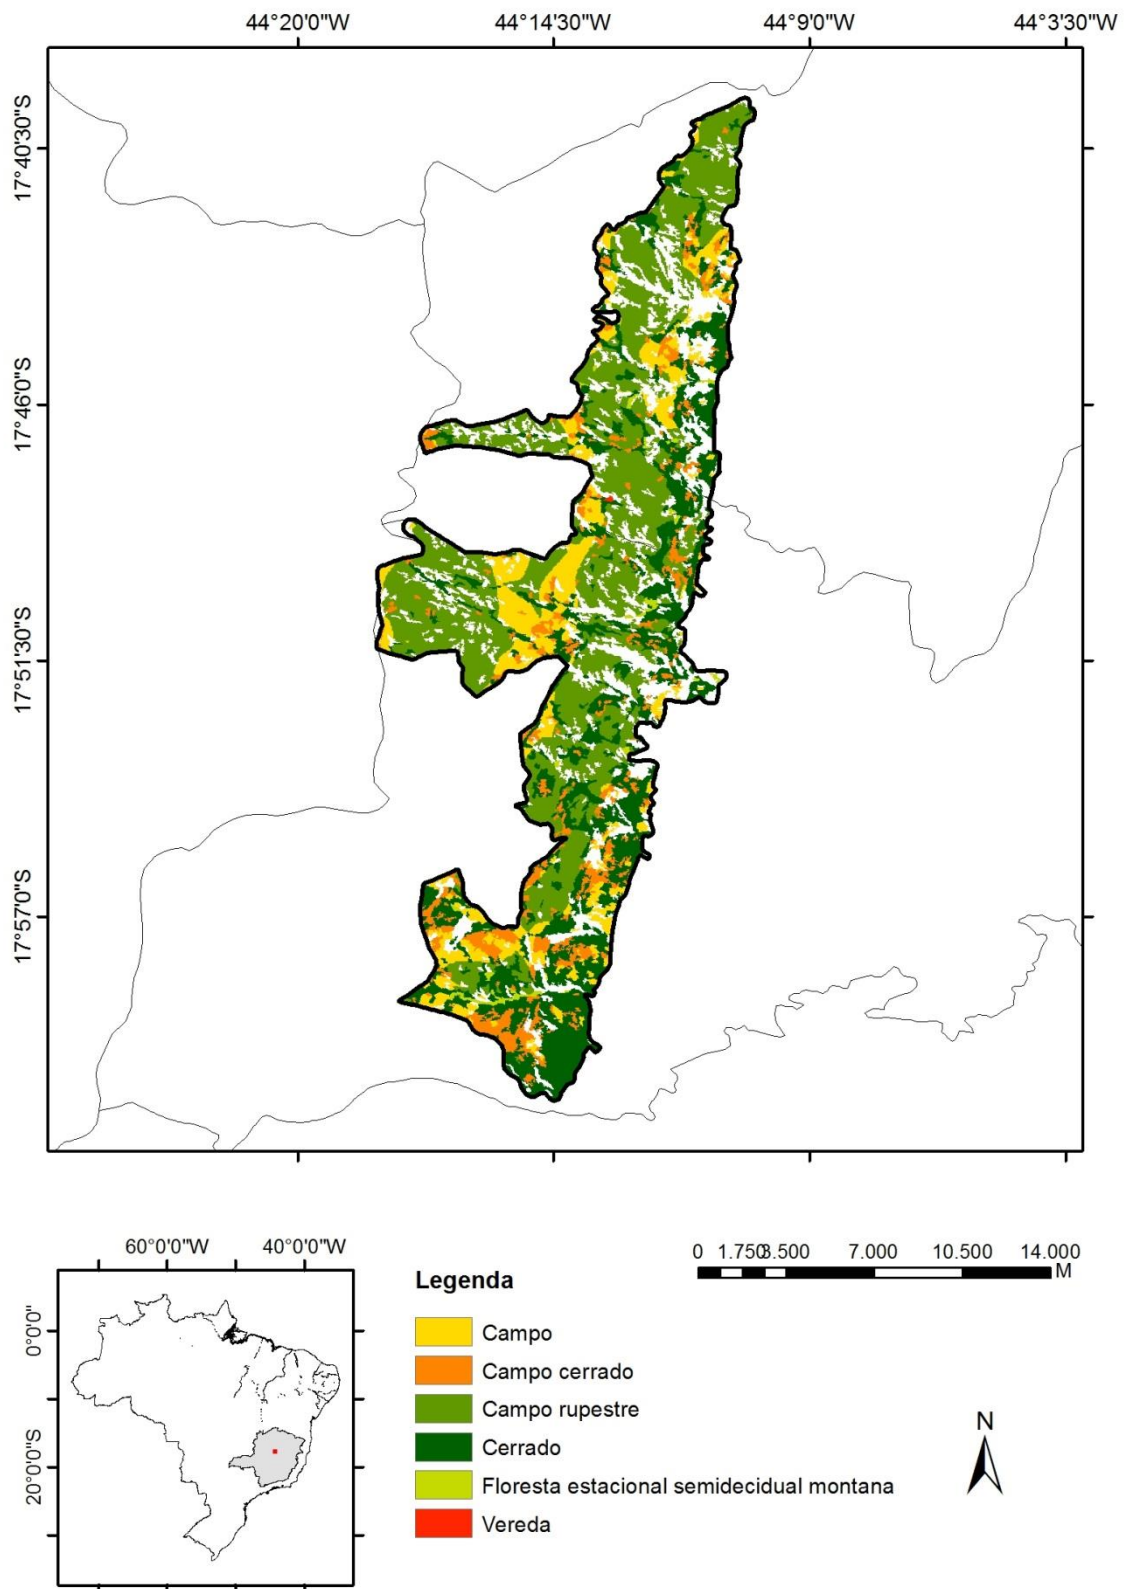 44°20'0"W 44°14'30"W 44°9'0"W 44°3'30"W
17°40'30"S
17°46'0"S
17°51'30"S
17°57'0"S
60°0'0"W 40°0'0"W
0°0'0"
20°0'0"S
0 1.750 3.500 7.000 10.500 14.000
M
Legenda
Campo
Campo cerrado
Campo rupestre
Cerrado
Floresta estacional semidecidual montana
Vereda
N